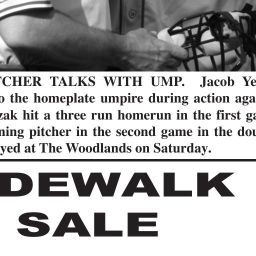 TCHER TALKS WITH UMP. Jacob Ye
o the homeplate umpire during action aga
zak hit a three run homerun in the first ga
ning pitcher in the second game in the dou
yed at The Woodlands on Saturday.
DEWALK
SALE